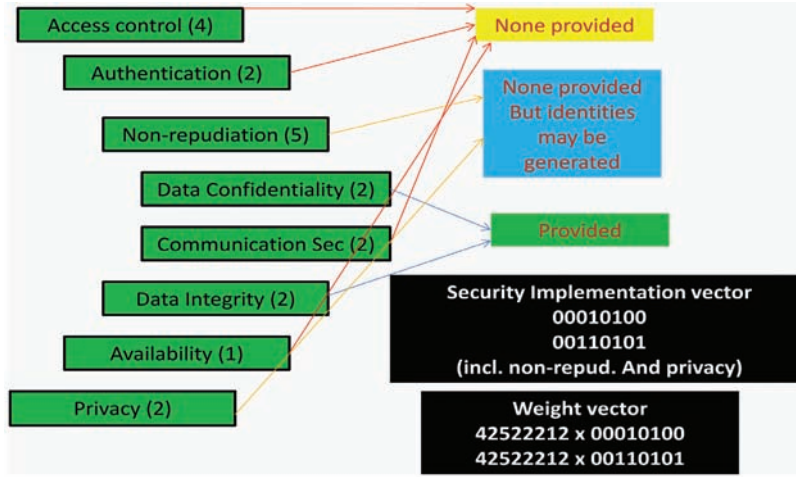 Access control (4)
None provided
Authentication (2)
None provided
But identities
may be
generated
Non-repudiation (5)
Data Confidentiality (2)
Communication Sec (2)
Provided
Data Integrity (2)
Availability (1)
Privacy (2)
Security Implementation vector
00010100
00110101
(incl. non-repud. And privacy)
Weight vector
42522212 x 00010100
42522212 x 00110101